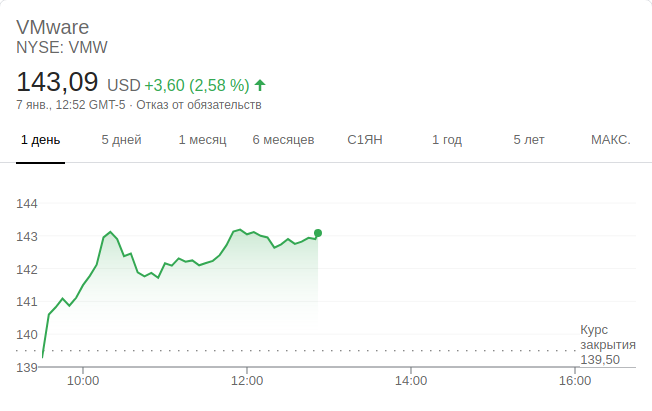 VMware
NYSE: VMW
143,09 USD +3,60 (2,58 %)
7 янв., 12:52 GMT-5 · Отказ от обязательств
1 день 5 дней 1 месяц 6 месяцев С1ЯН 1 год 5 лет МАКС.
144
143
142
141
140
139
Курс
закрытия
139,50
10:00 12:00 14:00 16:00